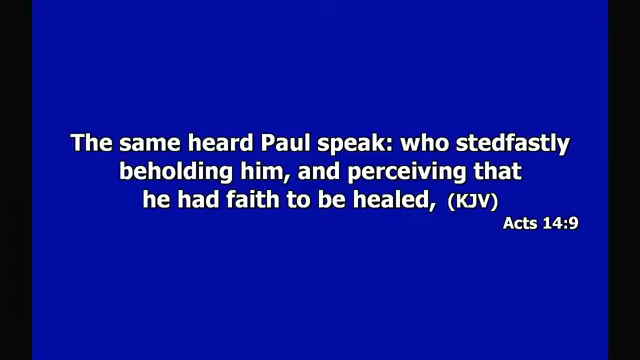 The same heard Paul speak: who stedfastly
beholding him, and perceiving that
he had faith to be healed, (KJV)
Acts 14:9